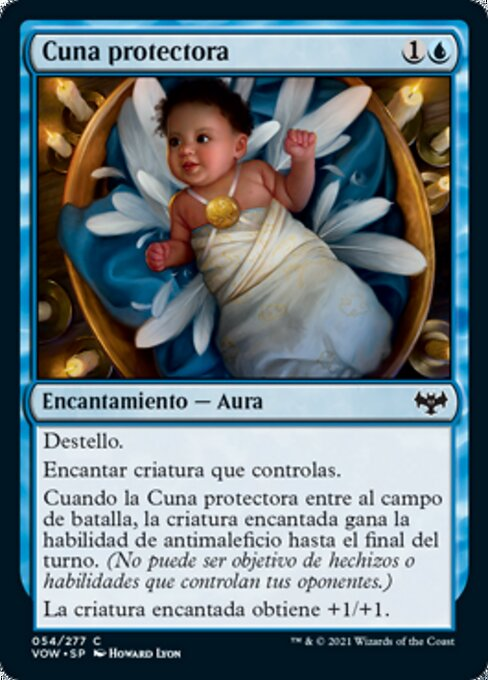 Cuna protectora 1
Encantamiento — Aura
Destello.
Encantar criatura que controlas.
Cuando la Cuna protectora entre al campo
de batalla, la criatura encantada gana la
habilidad de antimaleficio hasta el final del
turno. (No puede ser objetivo de hechizos o
habilidades que controlan tus oponentes.)
La criatura encantada obtiene +1/+1.
054/277 C
VOW • SP Howard Lyon
™ & © 2021 Wizards of the Coast